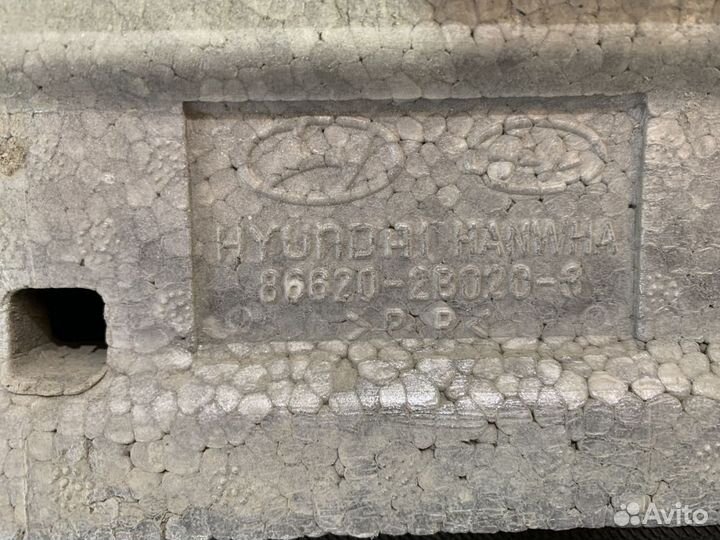 HYUNDAI HANWHA
86620-2B020-3
>PP<
Avito